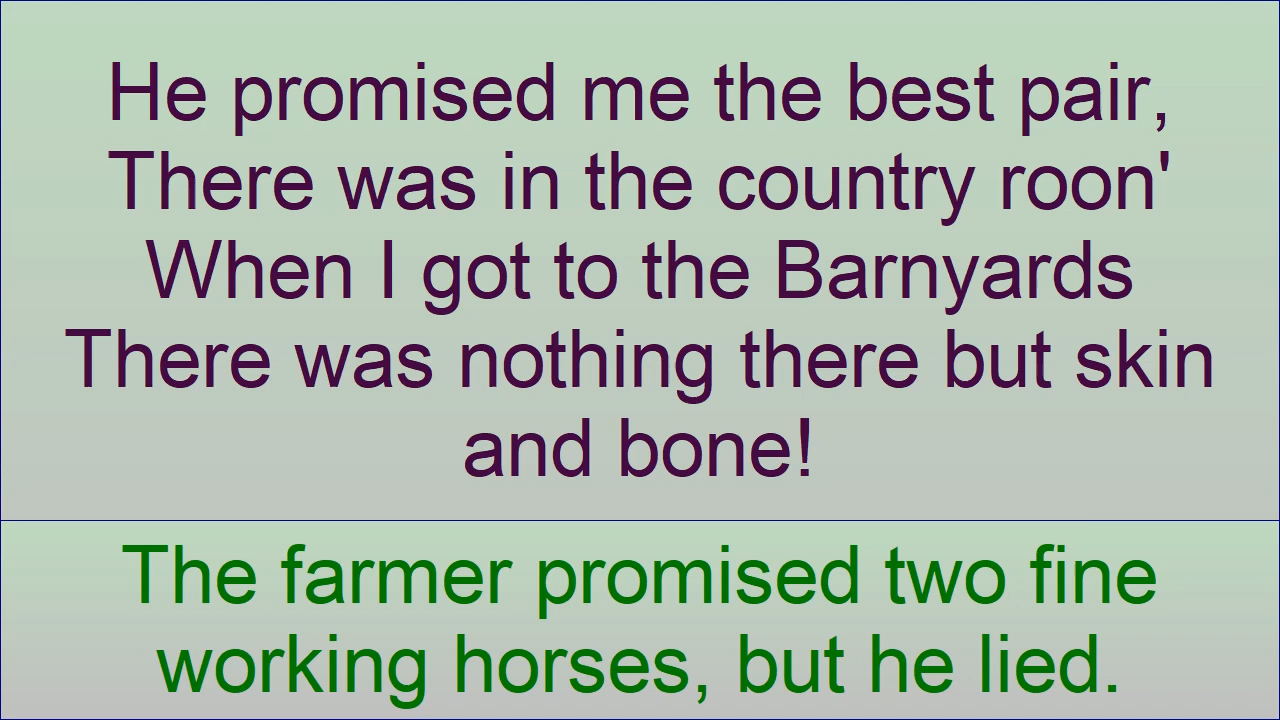 He promised me the best pair,
There was in the country roon'
When I got to the Barnyards
There was nothing there but skin
and bone!
The farmer promised two fine
working horses, but he lied.